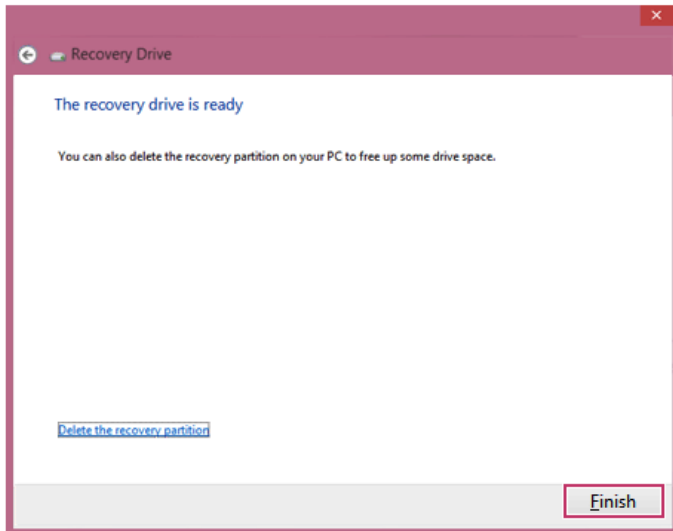 Recovery Drive
The recovery drive is ready
You can also delete the recovery partition on your PC to free up some drive space.
Delete the recovery partition
Finish